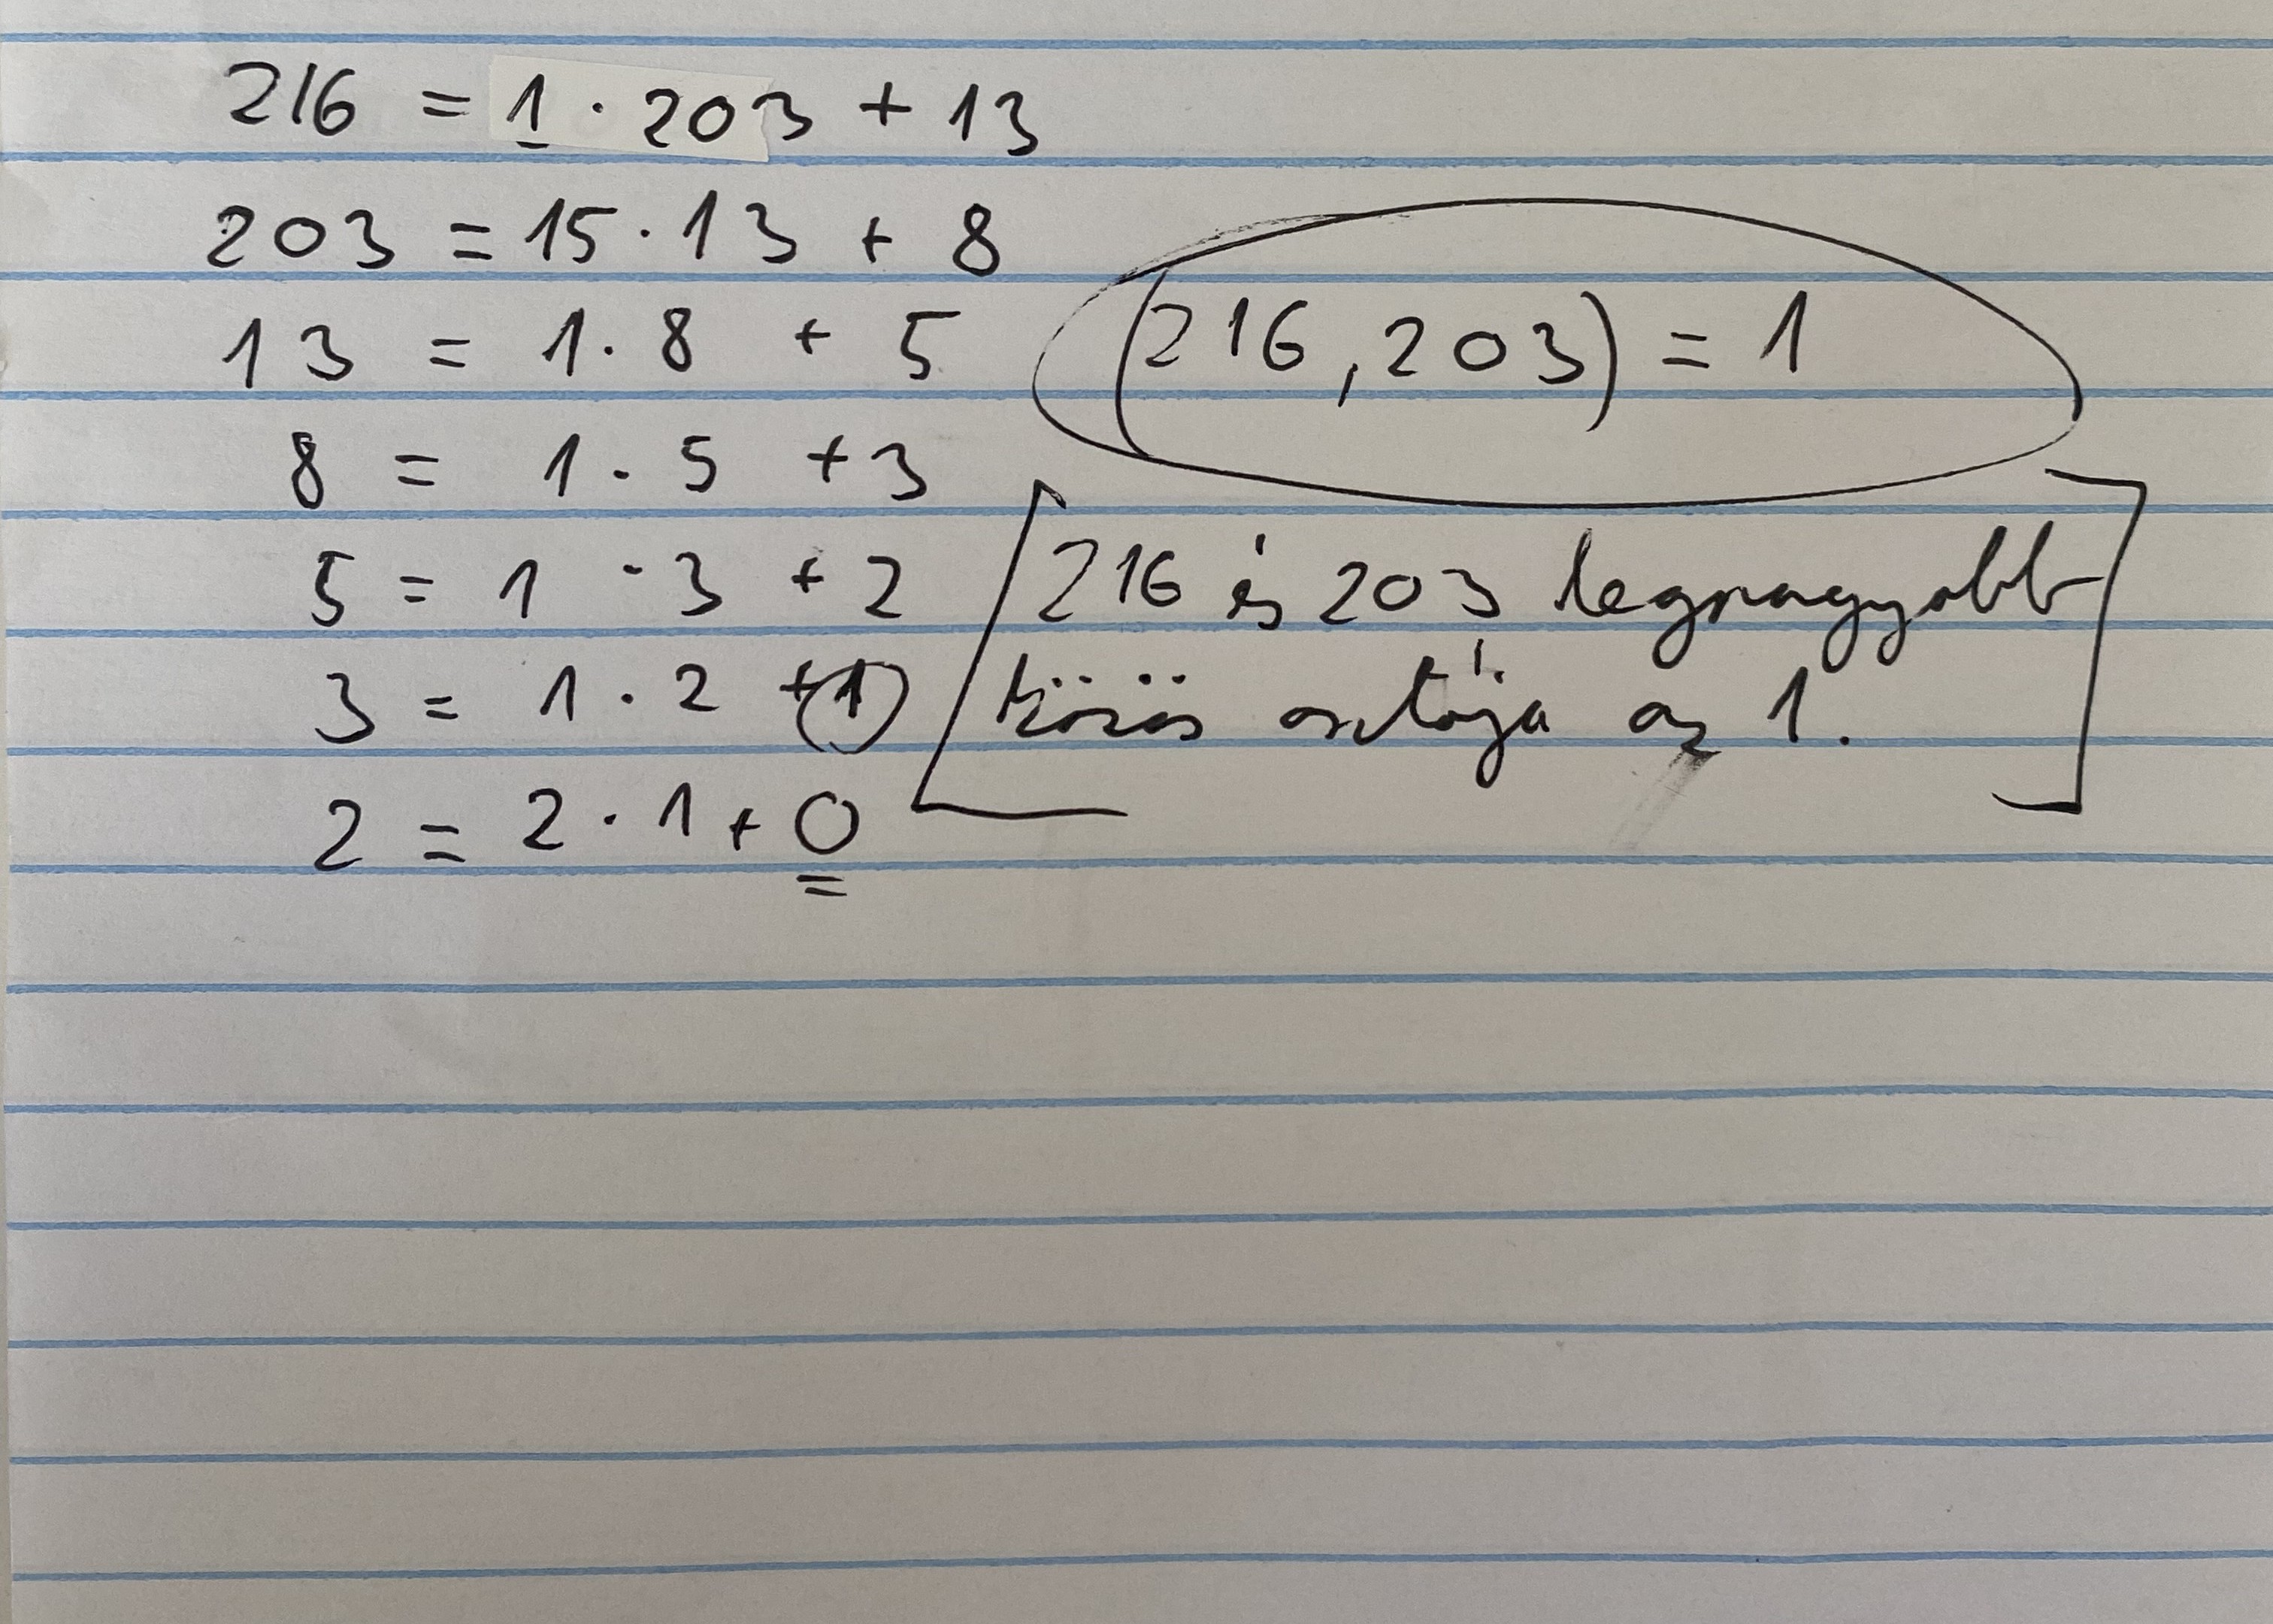 216 = 1 · 203 + 13
203 = 15 · 13 + 8
13 = 1 · 8 + 5
8 = 1 · 5 + 3
5 = 1 · 3 + 2
3 = 1 · 2 + 1
2 = 2 · 1 + 0
(216, 203) = 1
[216 és 203 legnagyobb
közös osztója az 1.]